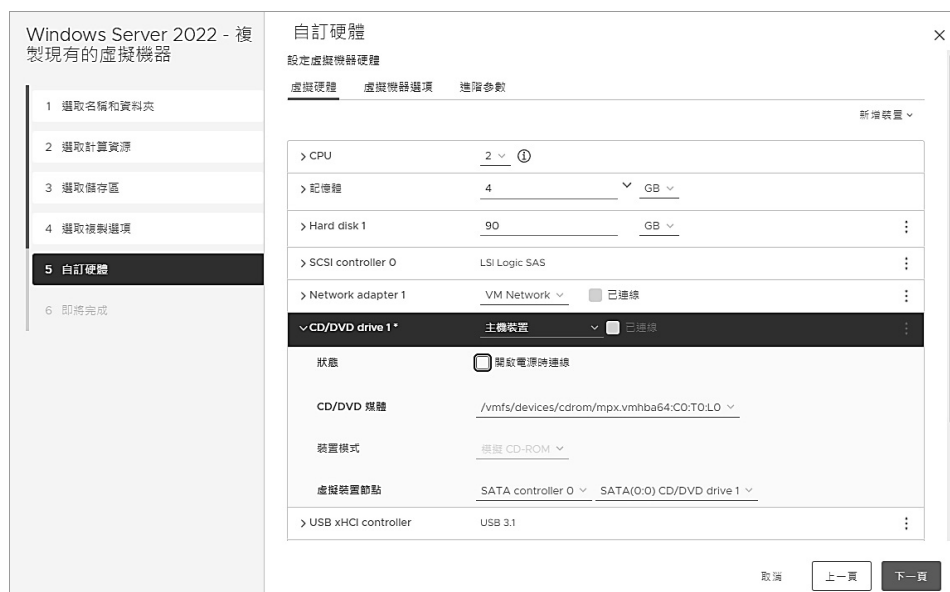 Windows Server 2022 - 複
製現有的虛擬機器
1 選取名稱和資料夾
2 選取計算資源
3 選取儲存區
4 選取複製選項
5 自訂硬體
6 即將完成
自訂硬體
設定虛擬機器硬體
虛擬硬體 虛擬機器選項 進階參數
新增裝置
CPU 2
記憶體 4 GB
Hard disk 1 90 GB
SCSI controller 0 LSI Logic SAS
Network adapter 1 VM Network 已連線
CD/DVD drive 1 * 主機裝置 已連線
狀態 開啟電源時連線
CD/DVD 媒體 /vmfs/devices/cdrom/mpx.vmhba64:C0:T0:L0
裝置模式 模擬 CD-ROM
虛擬裝置節點 SATA controller 0 SATA(0:0) CD/DVD drive 1
USB xHCI controller USB 3.1
取消 上一頁 下一頁